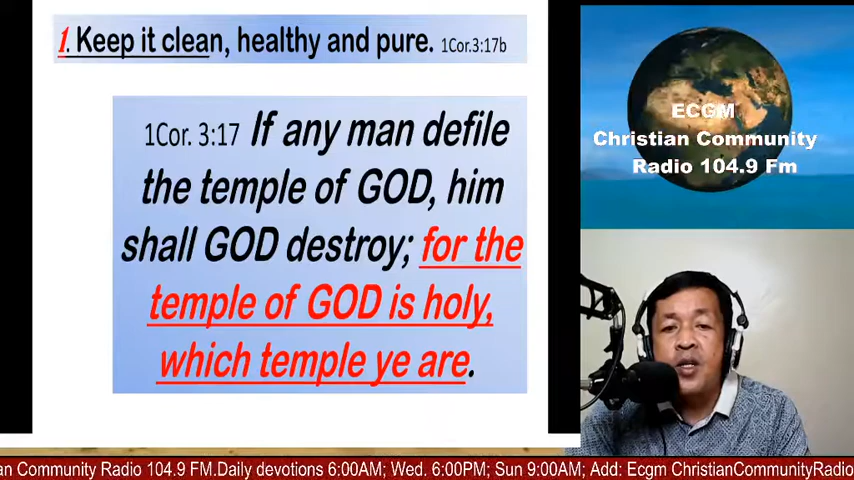 1. Keep it clean, healthy and pure. 1Cor.3:17b
1Cor. 3:17 If any man defile
the temple of GOD, him
shall GOD destroy; for the
temple of GOD is holy,
which temple ye are.
ECGM
Christian Community
Radio 104.9 Fm
an Community Radio 104.9 FM.Daily devotions 6:00AM; Wed. 6:00PM; Sun 9:00AM; Add: Ecgm ChristianCommunityRadio